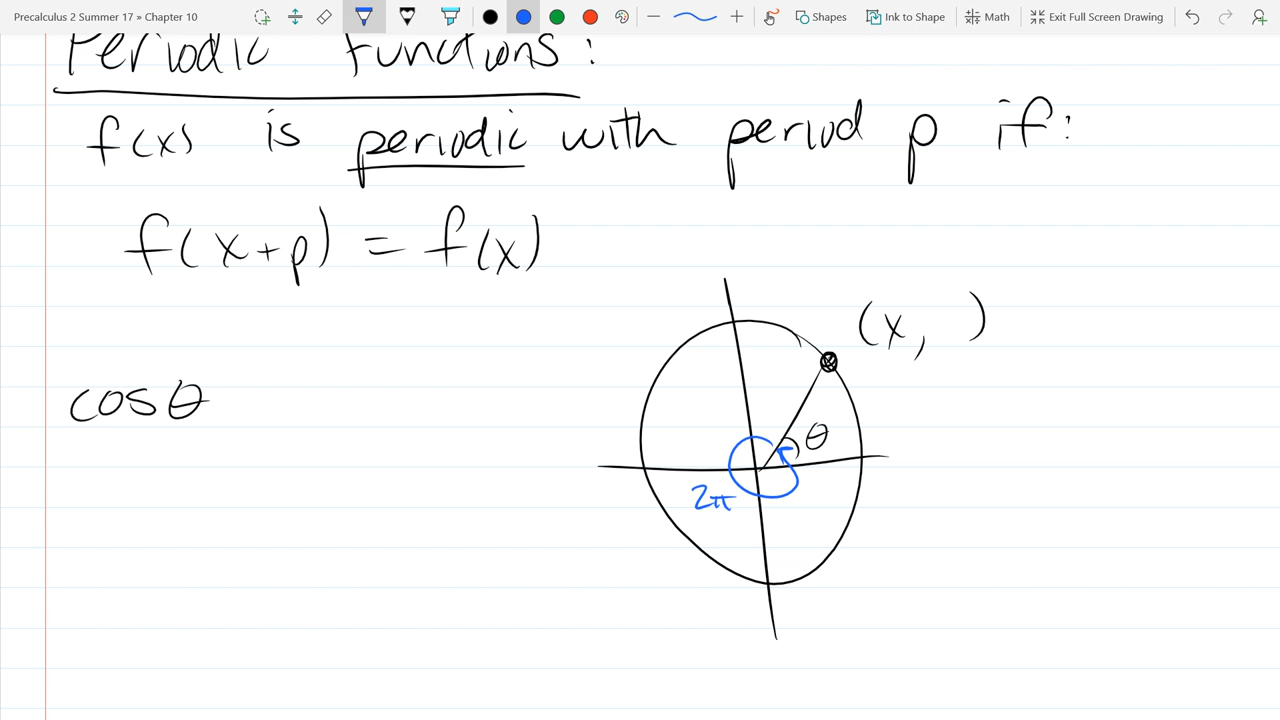 Precalculus 2 Summer 17 » Chapter 10
Shapes
Ink to Shape
Math
Exit Full Screen Drawing
Periodic Functions:
f(x) is periodic with period p if:
f(x+p) = f(x)
(x, )
cosθ
θ
2π